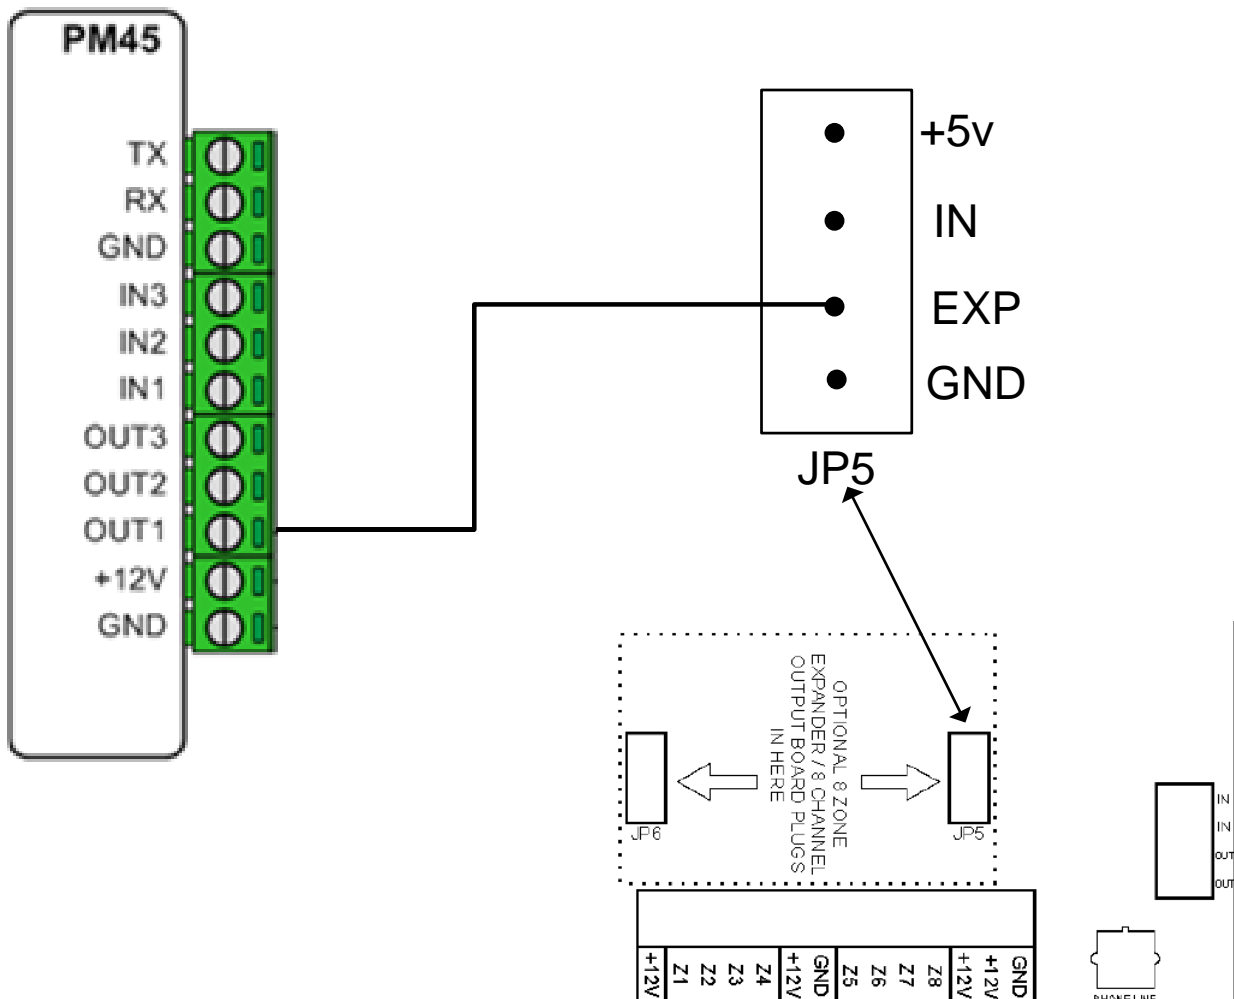 PM45
TX
RX
GND
IN3
IN2
IN1
OUT3
OUT2
OUT1
+12V
GND
+5v
IN
EXP
GND
JP5
OPTIONAL 8 ZONE
EXPANDER / 8 CHANNEL
OUTPUT BOARD PLUGS
IN HERE
JP6
JP5
IN
IN
OUT
OUT
+12V
Z1
Z2
Z3
Z4
+12V
GND
Z5
Z6
Z7
Z8
+12V
+12V
GND
PHONE LINE